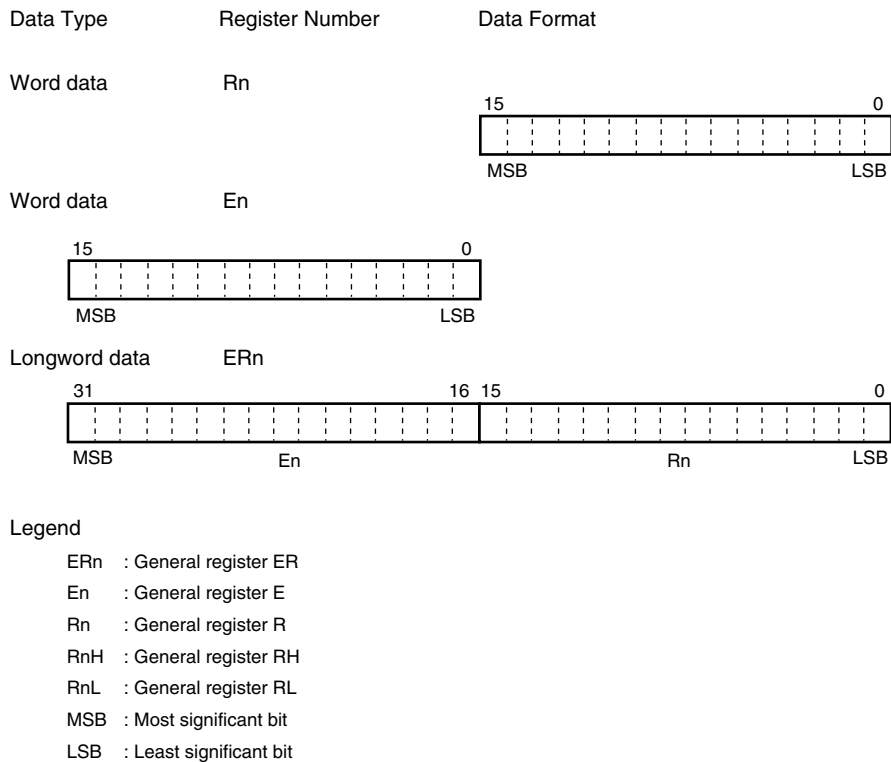 Data Type Register Number Data Format
Word data Rn
15 0
MSB LSB
Word data En
15 0
MSB LSB
Longword data ERn
31 16 15 0
MSB En Rn LSB
Legend
ERn : General register ER
En : General register E
Rn : General register R
RnH : General register RH
RnL : General register RL
MSB : Most significant bit
LSB : Least significant bit